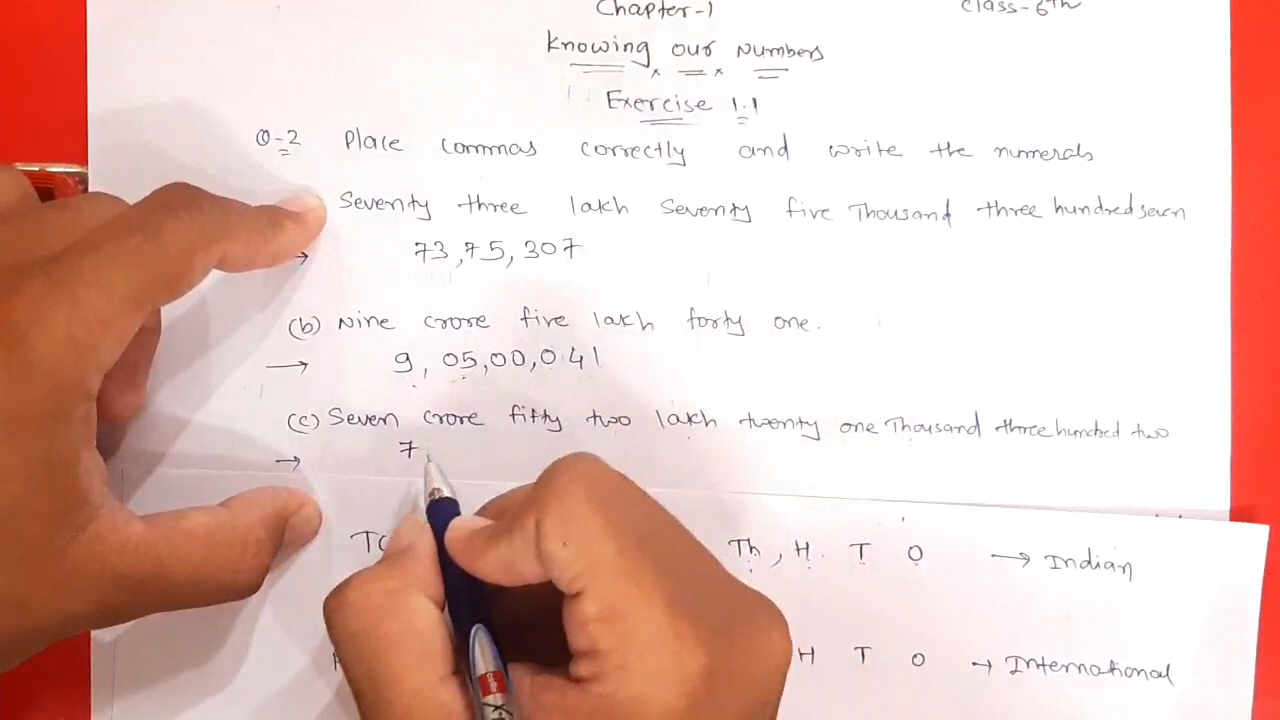 Chapter-1 Class-6th
Knowing our Numbers
Exercise 1.1
Q-2 Place commas correctly and write the numerals
Seventy three lakh Seventy five Thousand three hundred seven
→ 73,75,307
(b) Nine crore five lakh forty one.
→ 9,05,00,041
(c) Seven crore fifty two lakh twenty one Thousand three hundred two
→ 7
Th, H. T O → Indian
H T O → International